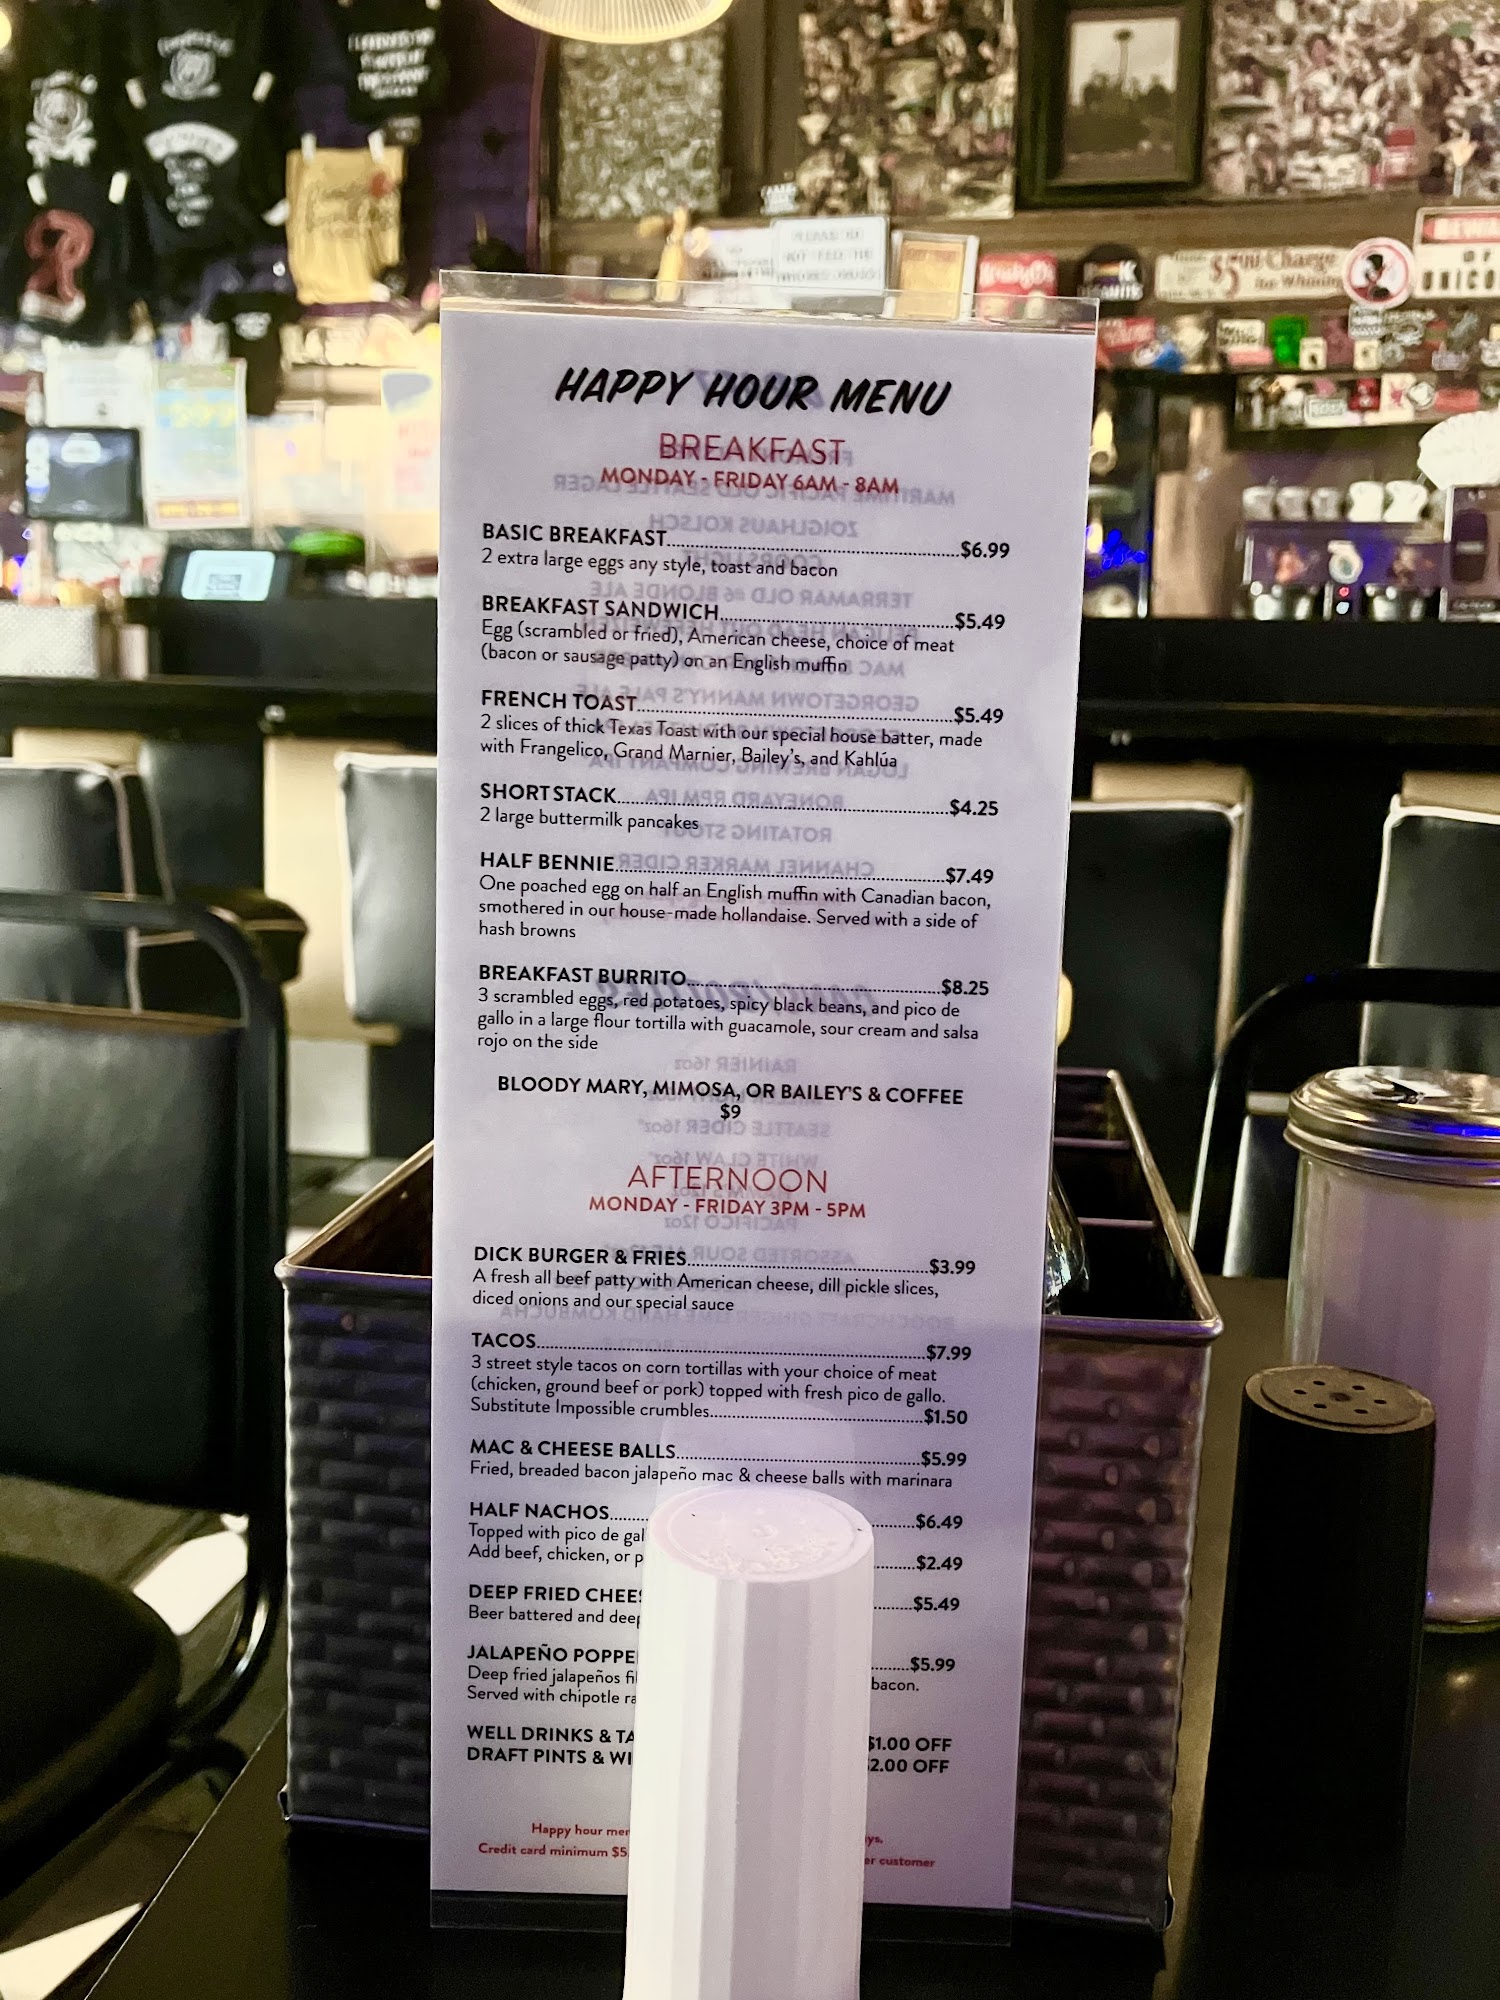 HAPPY HOUR MENU
BREAKFAST
MONDAY - FRIDAY 6AM - 8AM
BASIC BREAKFAST....................$6.99
2 extra large eggs any style, toast and bacon
BREAKFAST SANDWICH....................$5.49
Egg (scrambled or fried), American cheese, choice of meat
(bacon or sausage patty) on an English muffin
FRENCH TOAST....................$5.49
2 slices of thick Texas Toast with our special house batter, made
with Frangelico, Grand Marnier, Bailey's, and Kahlúa
SHORT STACK....................$4.25
2 large buttermilk pancakes
HALF BENNIE....................$7.49
One poached egg on half an English muffin with Canadian bacon,
smothered in our house-made hollandaise. Served with a side of
hash browns
BREAKFAST BURRITO....................$8.25
3 scrambled eggs, red potatoes, spicy black beans, and pico de
gallo in a large flour tortilla with guacamole, sour cream and salsa
rojo on the side
BLOODY MARY, MIMOSA, OR BAILEY'S & COFFEE
$9
AFTERNOON
MONDAY - FRIDAY 3PM - 5PM
DICK BURGER & FRIES....................$3.99
A fresh all beef patty with American cheese, dill pickle slices,
diced onions and our special sauce
TACOS....................$7.99
3 street style tacos on corn tortillas with your choice of meat
(chicken, ground beef or pork) topped with fresh pico de gallo.
Substitute Impossible crumbles....................$1.50
MAC & CHEESE BALLS....................$5.99
Fried, breaded bacon jalapeño mac & cheese balls with marinara
HALF NACHOS....................$6.49
Topped with pico de
Add beef, chicken, or $2.49
DEEP FRIED $5.49
Beer battered and
JALAPEÑO $5.99
Deep fried jalapeños bacon.
Served with chipotle
WELL DRINKS & $1.00 OFF
DRAFT PINTS & 2.00 OFF
Happy hour
Credit card minimum $5 customer